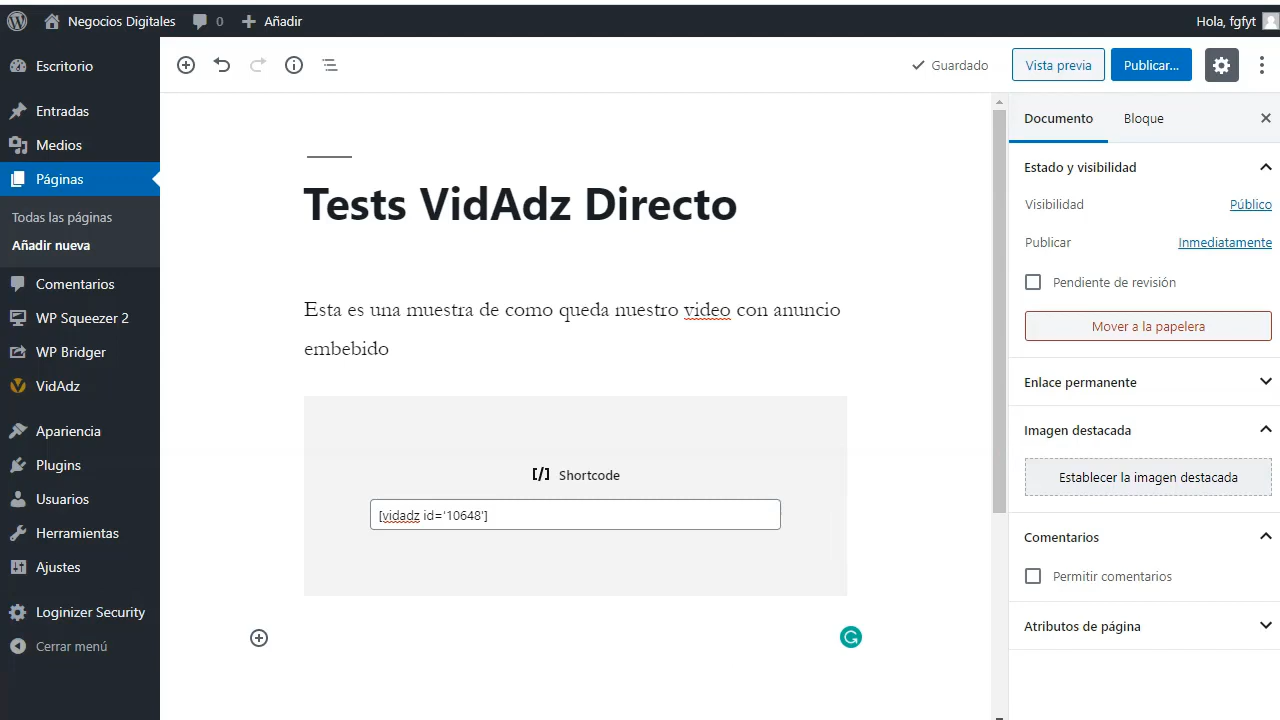 Negocios Digitales 0 Añadir Hola, fgfyt
Escritorio
Entradas
Medios
Páginas
Todas las páginas
Añadir nueva
Comentarios
WP Squeezer 2
WP Bridger
VidAdz
Apariencia
Plugins
Usuarios
Herramientas
Ajustes
Loginizer Security
Cerrar menú
Guardado Vista previa Publicar...
Tests VidAdz Directo
Esta es una muestra de como queda nuestro video con anuncio
embebido
[/] Shortcode
[vidadz id='10648']
Documento Bloque
Estado y visibilidad
Visibilidad Público
Publicar Inmediatamente
Pendiente de revisión
Mover a la papelera
Enlace permanente
Imagen destacada
Establecer la imagen destacada
Comentarios
Permitir comentarios
Atributos de página